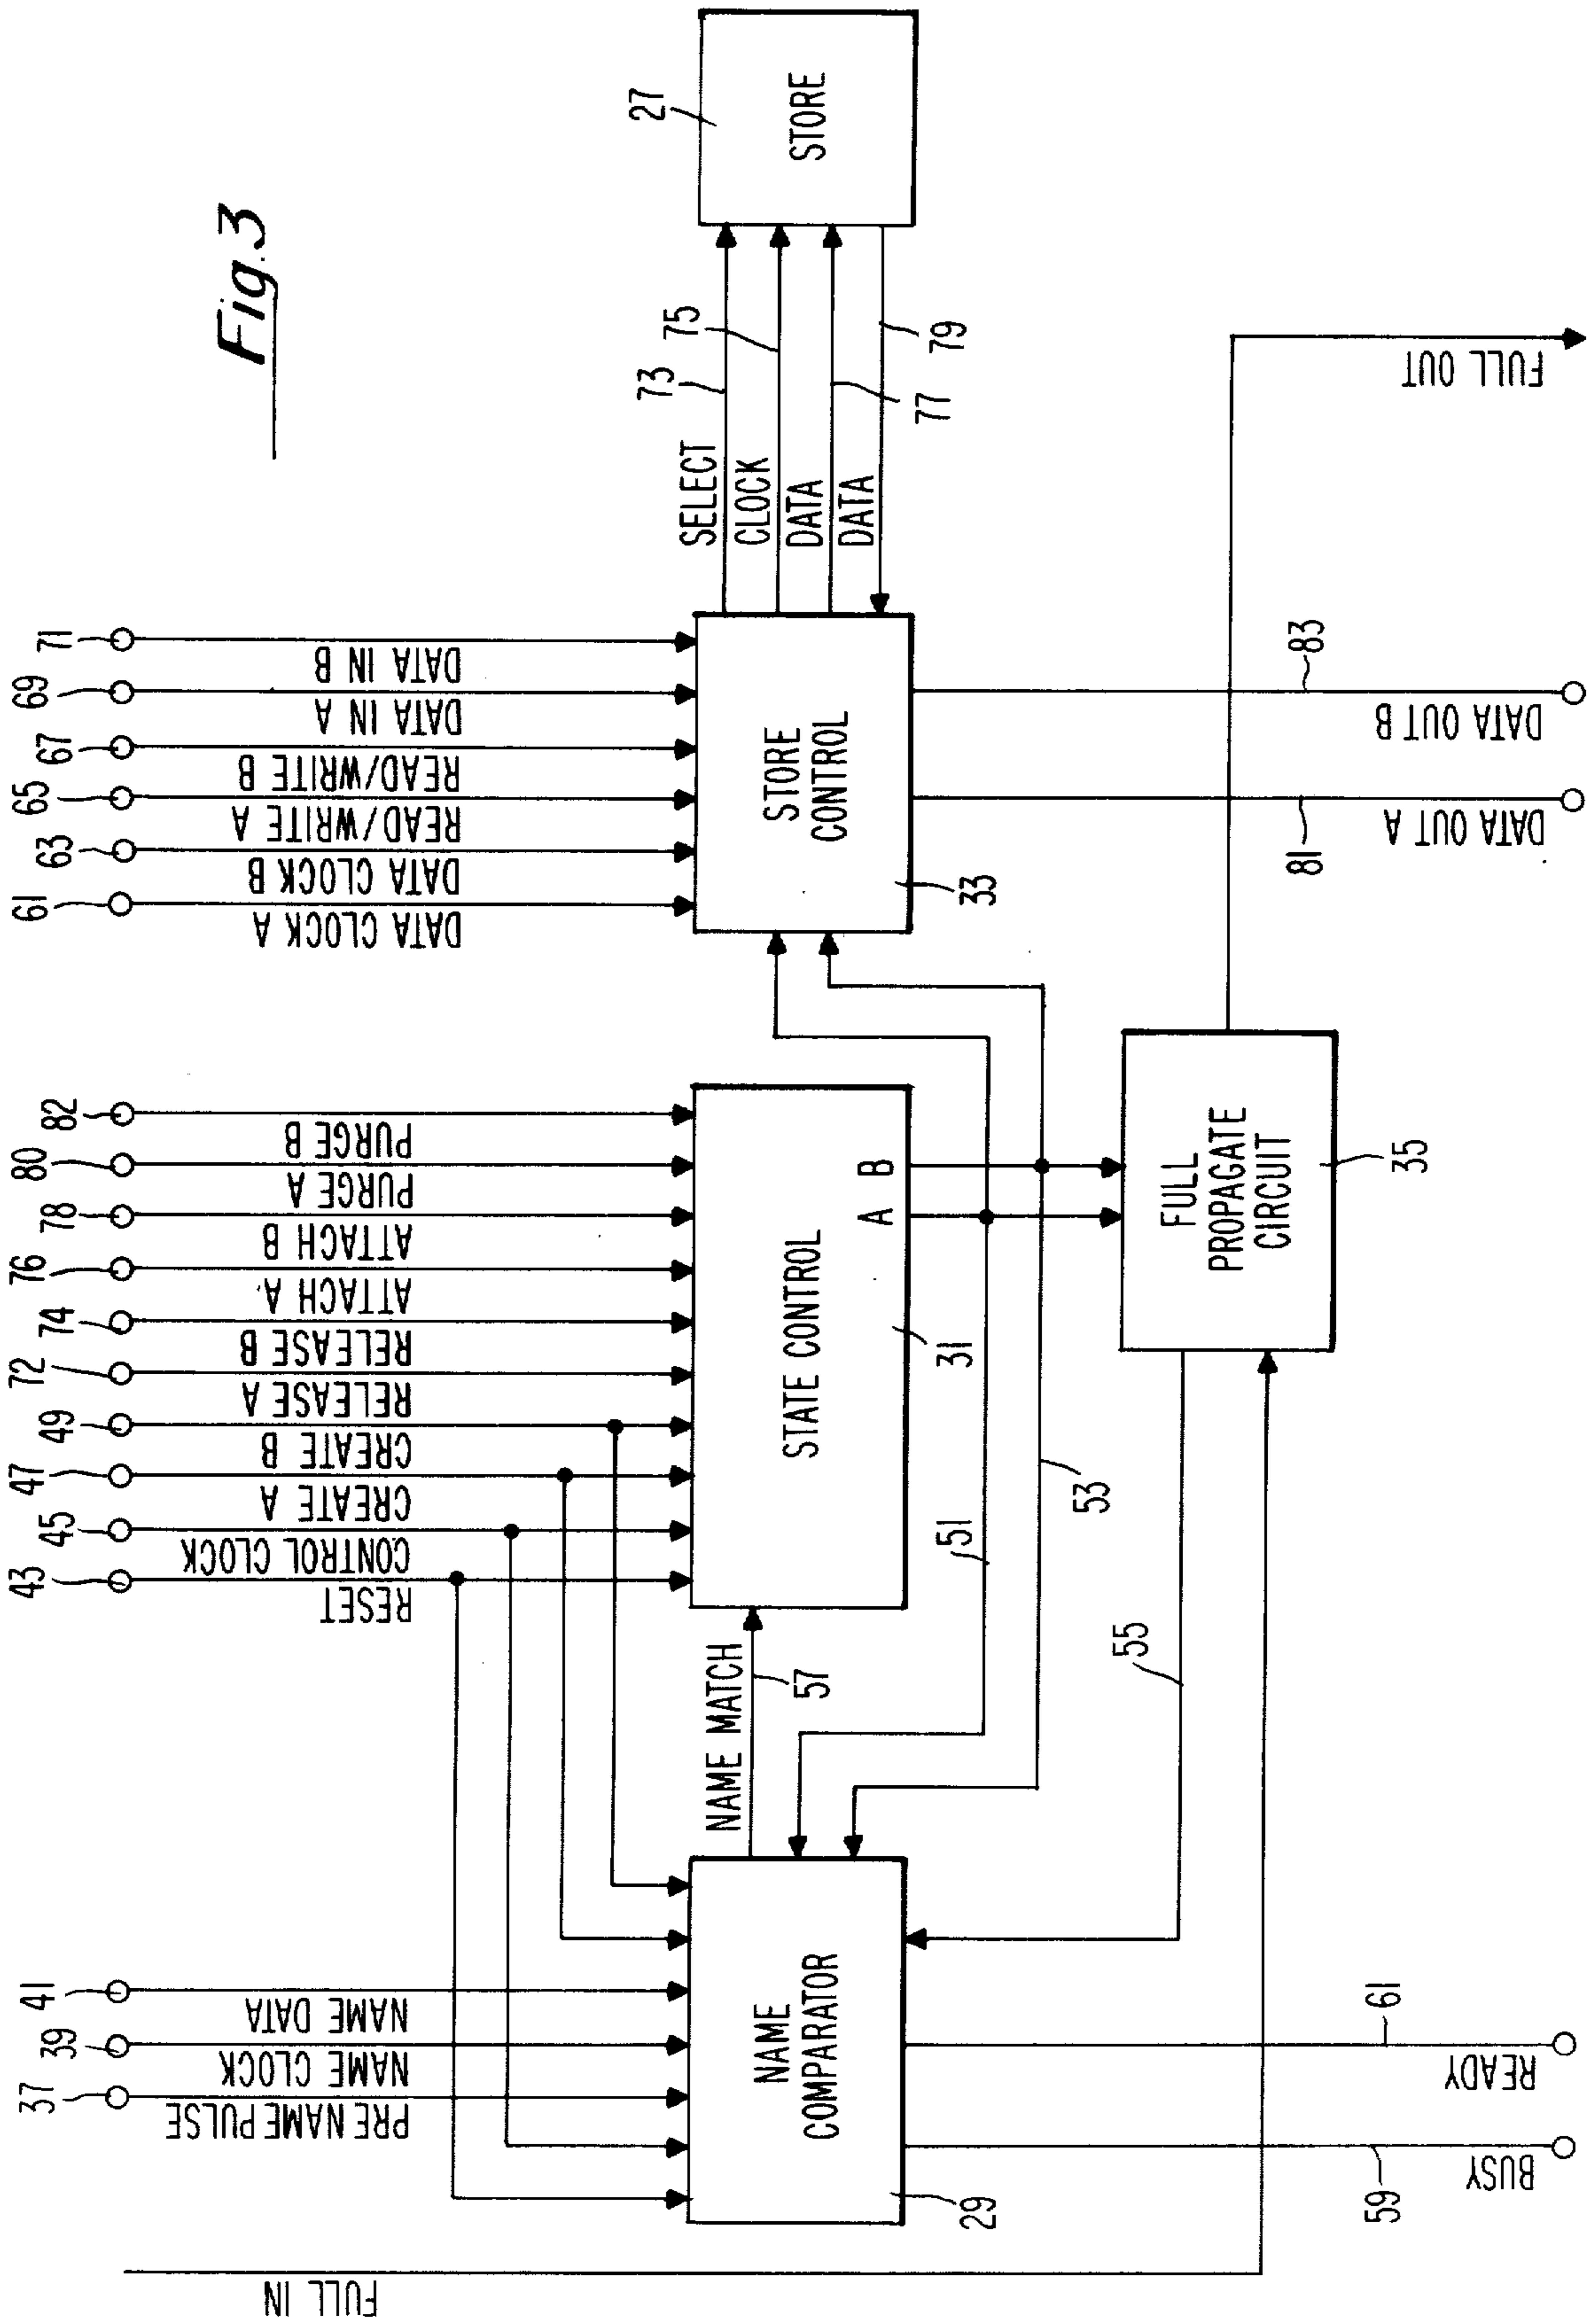 Fig.3
71
69
67
65
63
61
DATA IN B
DATA IN A
READ/WRITE B
READ/WRITE A
DATA CLOCK B
DATA CLOCK A
82
80
78
76
74
72
49
47
45
43
PURGE B
PURGE A
ATTACH B
ATTACH A
RELEASE B
RELEASE A
CREATE B
CREATE A
CONTROL CLOCK
RESET
41
39
37
NAME DATA
NAME CLOCK
PRE NAME PULSE
FULL IN
27
STORE
73
75
77
79
SELECT
CLOCK
DATA
DATA
STORE
CONTROL
33
STATE CONTROL
A
B
31
NAME MATCH
57
NAME
COMPARATOR
29
51
53
55
FULL
PROPAGATE
CIRCUIT
35
83
81
DATA OUT B
DATA OUT A
FULL OUT
61
59
READY
BUSY